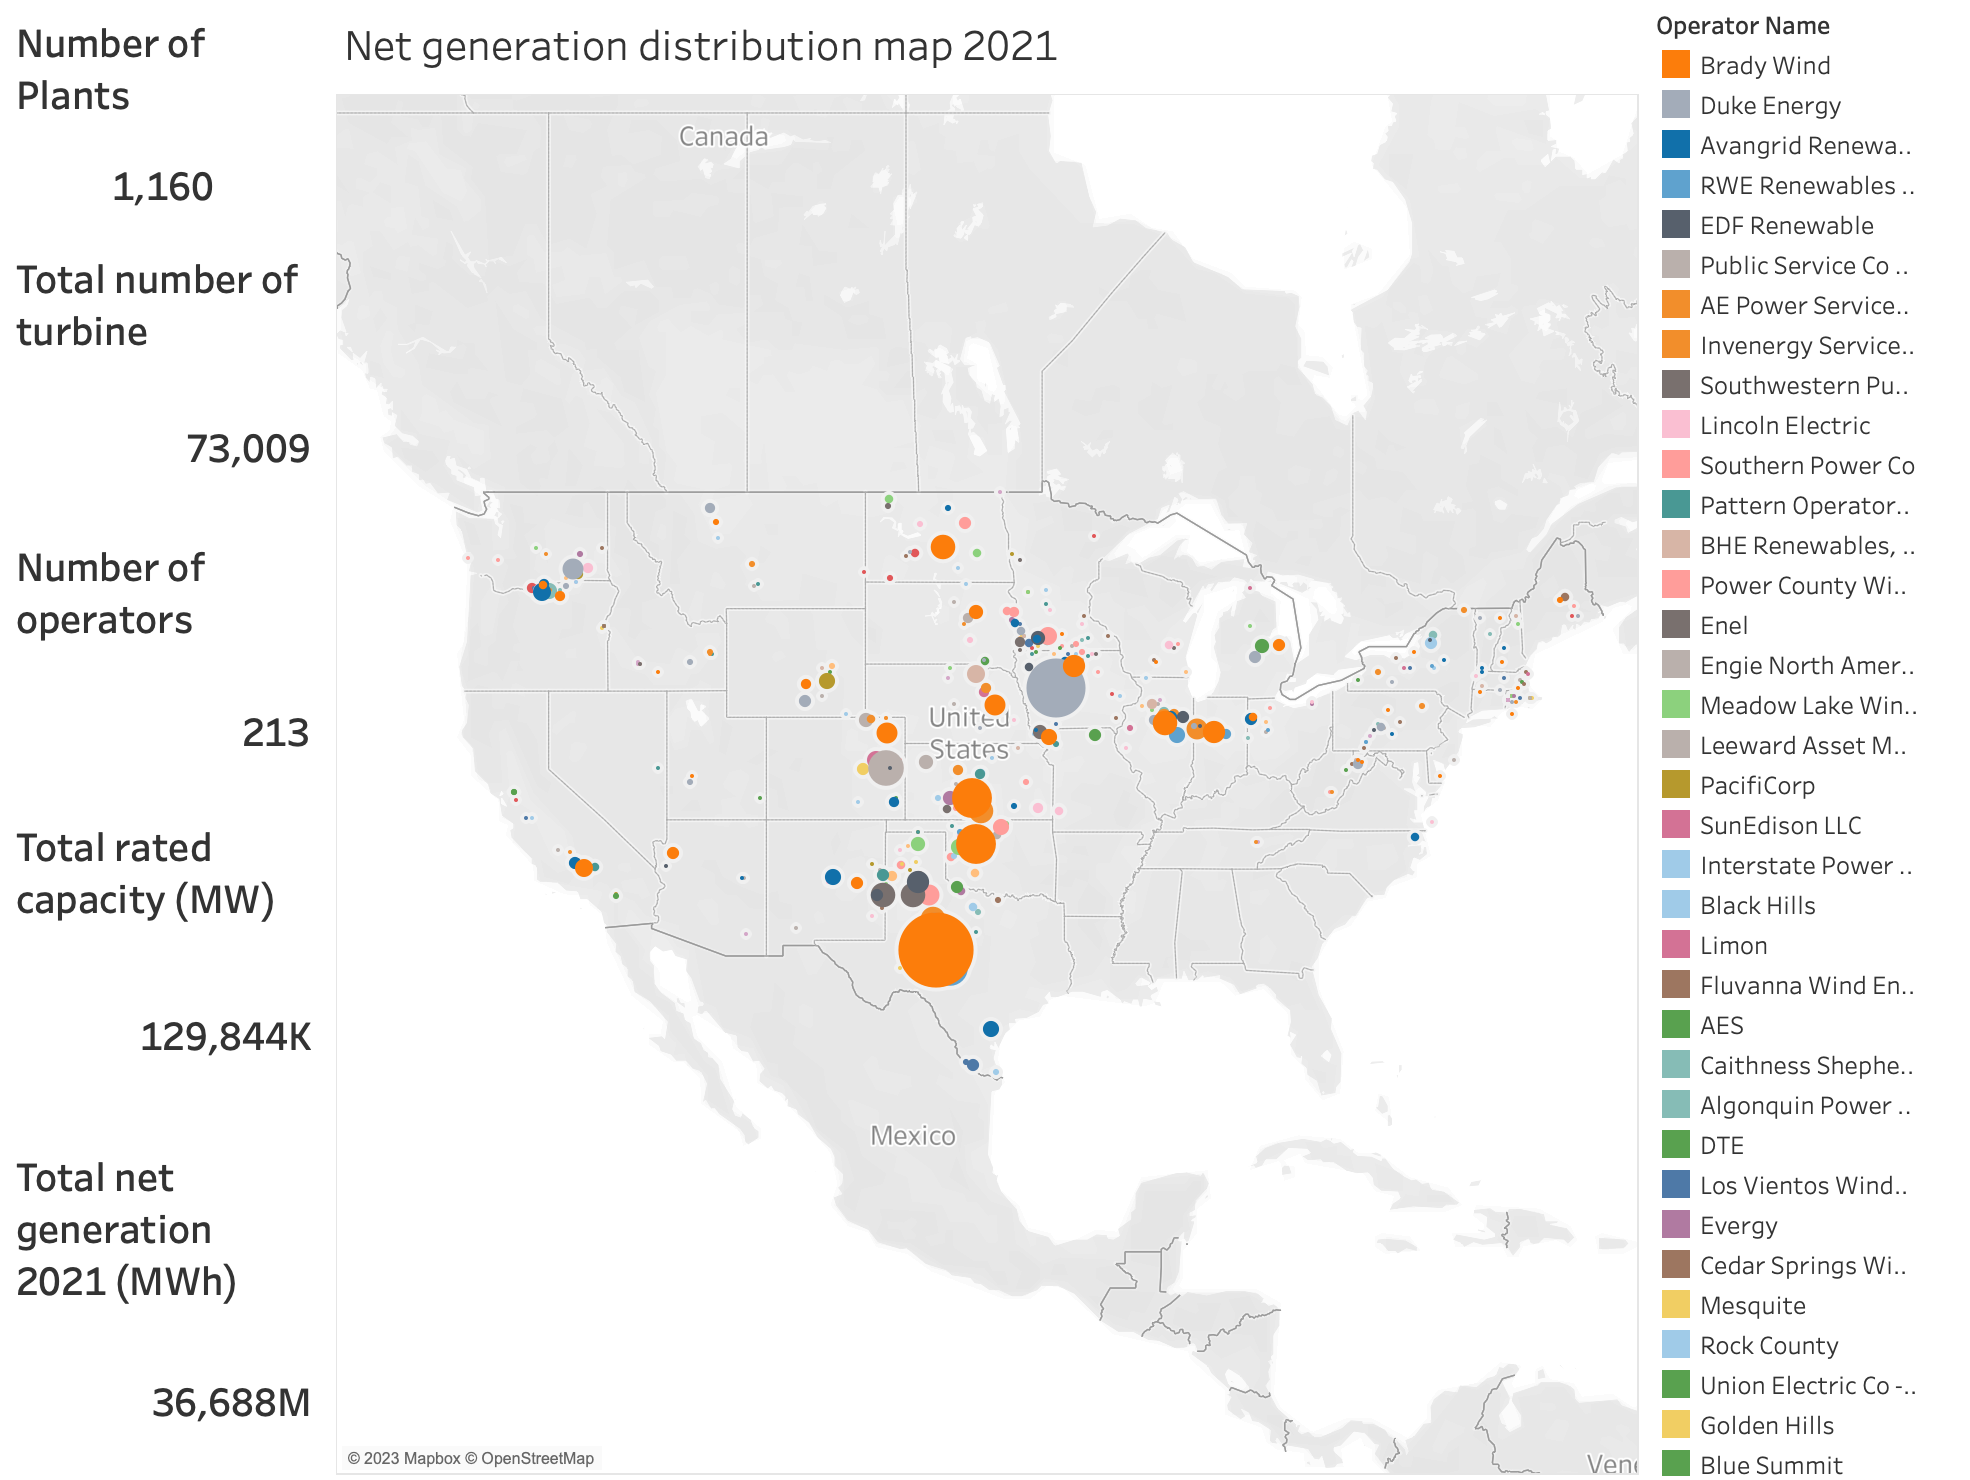 Number of
Plants
1,160
Total number of
turbine
73,009
Number of
operators
213
Total rated
capacity (MW)
129,844K
Total net
generation
2021 (MWh)
36,688M
Net generation distribution map 2021
Canada
United
States
Mexico
Vene
© 2023 Mapbox © OpenStreetMap
Operator Name
Brady Wind
Duke Energy
Avangrid Renewa..
RWE Renewables ..
EDF Renewable
Public Service Co ..
AE Power Service..
Invenergy Service..
Southwestern Pu..
Lincoln Electric
Southern Power Co
Pattern Operator..
BHE Renewables, ..
Power County Wi..
Enel
Engie North Amer..
Meadow Lake Win..
Leeward Asset M..
PacifiCorp
SunEdison LLC
Interstate Power ..
Black Hills
Limon
Fluvanna Wind En..
AES
Caithness Shephe..
Algonquin Power ..
DTE
Los Vientos Wind..
Evergy
Cedar Springs Wi..
Mesquite
Rock County
Union Electric Co -..
Golden Hills
Blue Summit